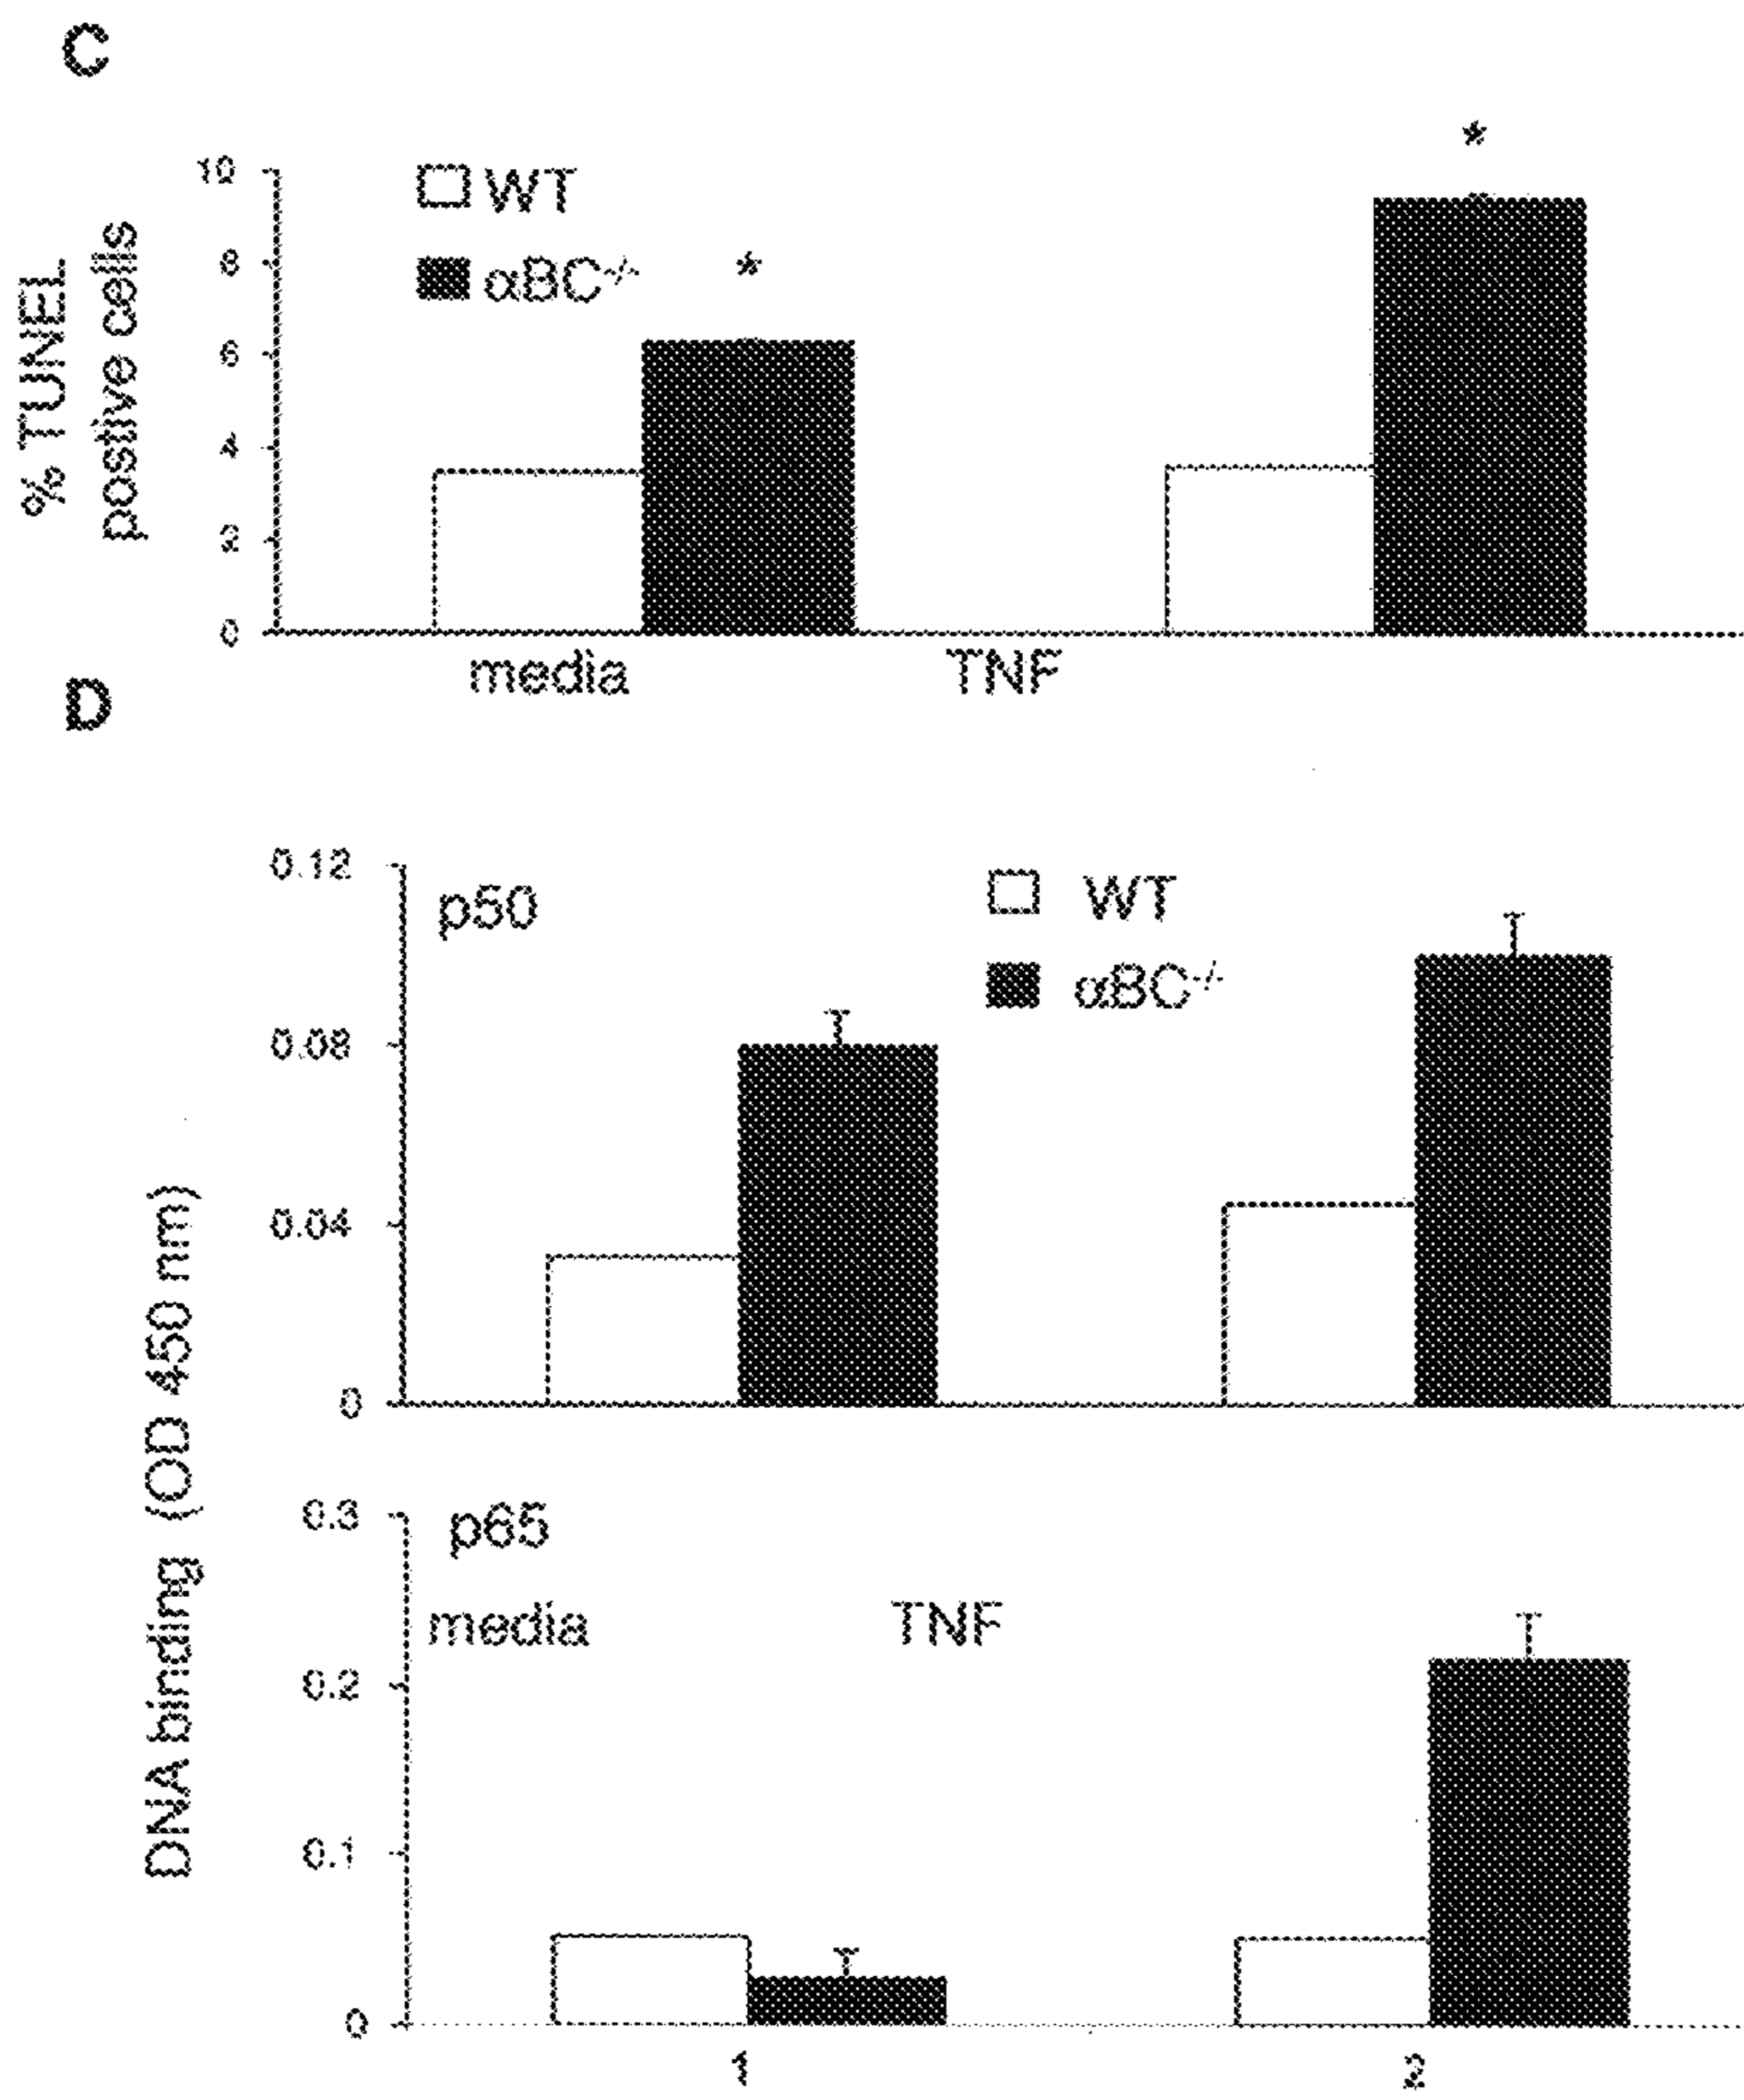 C
*
10
WT
αBC-/-
*
8
6
4
2
0
% TUNEL
postive cells
media TNF
D
0.12
p50
WT
αBC-/-
0.08
0.04
0
DNA binding (OD 450 nm)
0.3
p65
media TNF
0.2
0.1
0
1 2